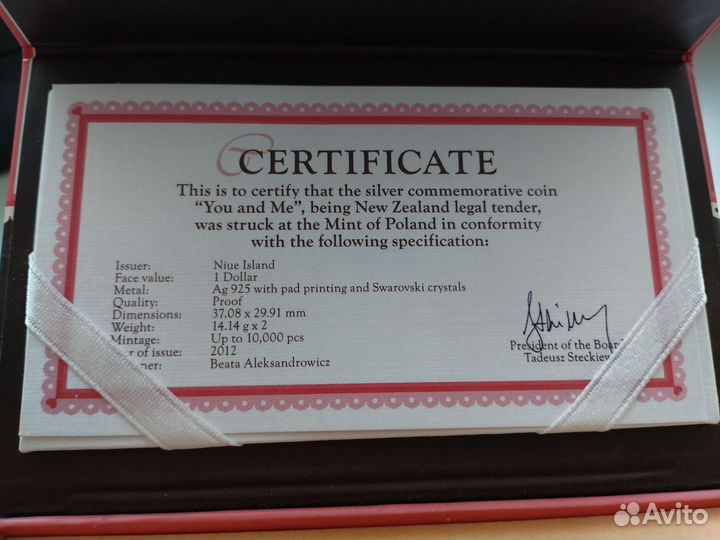 CERTIFICATE
This is to certify that the silver commemorative coin
“You and Me”, being New Zealand legal tender,
was struck at the Mint of Poland in conformity
with the following specification:
Issuer: Niue Island
Face value: 1 Dollar
Metal: Ag 925 with pad printing and Swarovski crystals
Quality: Proof
Dimensions: 37.08 x 29.91 mm
Weight: 14.14 g x 2
Mintage: Up to 10,000 pcs
of issue: 2012
Beata Aleksandrowicz
President of the Board
Tadeusz
Avito